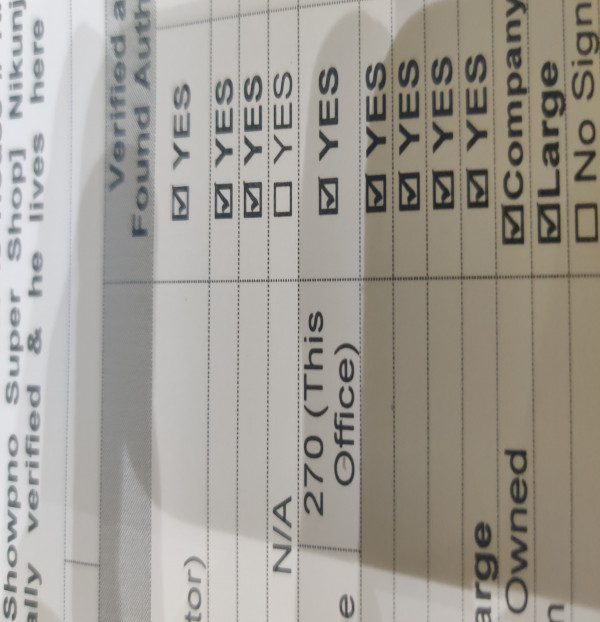 Showpno Super Shop] Nikunj
verified & he lives here
Verified
Found Auth
☑ YES
tor)
☑ YES
☑ YES
N/A ☐ YES
270 (This
Office)
☑ YES
e
☑ YES
☑ YES
☑ YES
☑ YES
arge
Owned ☑Company
☑Large
n ☐ No Sign